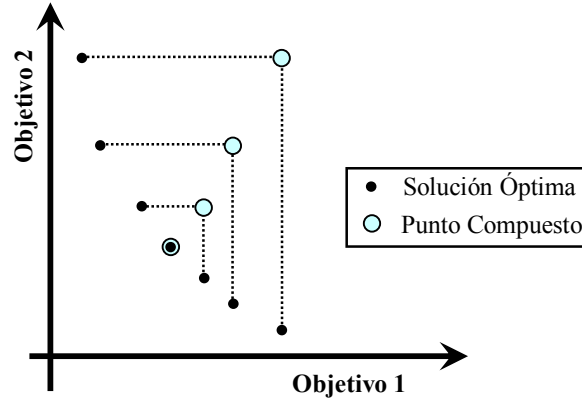 Objetivo 2
Solución Óptima
Punto Compuesto
Objetivo 1